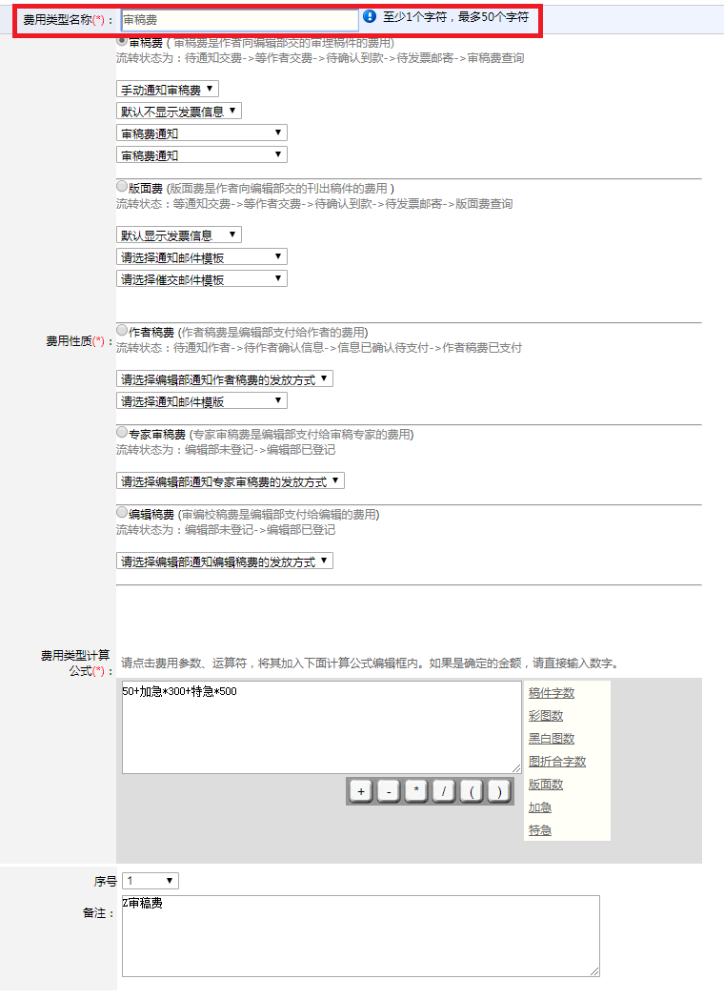 费用类型名称(*)： 审稿费 至少1个字符，最多50个字符
审稿费 ( 审稿费是作者向编辑部交的审理稿件的费用)
流转状态为：待通知交费->等作者交费->待确认到款->待发票邮寄->审稿费查询
手动通知审稿费
默认不显示发票信息
审稿费通知
审稿费通知
版面费 (版面费是作者向编辑部交的刊出稿件的费用 )
流转状态：等通知交费->等作者交费->待确认到款->待发票邮寄->版面费查询
默认显示发票信息
请选择通知邮件模板
请选择催交邮件模板
费用性质(*)：
作者稿费 (作者稿费是编辑部支付给作者的费用)
流转状态：待通知作者->待作者确认信息->信息已确认待支付->作者稿费已支付
请选择编辑部通知作者稿费的发放方式
请选择通知邮件模版
专家审稿费 (专家审稿费是编辑部支付给审稿专家的费用)
流转状态为：编辑部未登记->编辑部已登记
请选择编辑部通知专家审稿费的发放方式
编辑稿费 (审编校稿费是编辑部支付给编辑的费用)
流转状态为：编辑部未登记->编辑部已登记
请选择编辑部通知编辑稿费的发放方式
费用类型计算
公式(*)：
请点击费用参数、运算符，将其加入下面计算公式编辑框内。如果是确定的金额，请直接输入数字。
50+加急*300+特急*500
稿件字数
彩图数
黑白图数
图折合字数
版面数
加急
特急
+ - * / ( )
序号 1
备注： Z审稿费